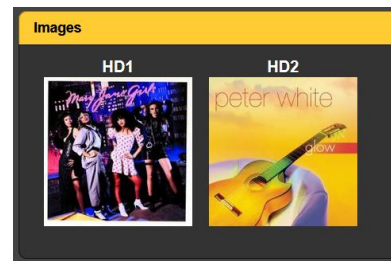 Images
HD1
HD2
Mary Jane Girls
peter white
glow